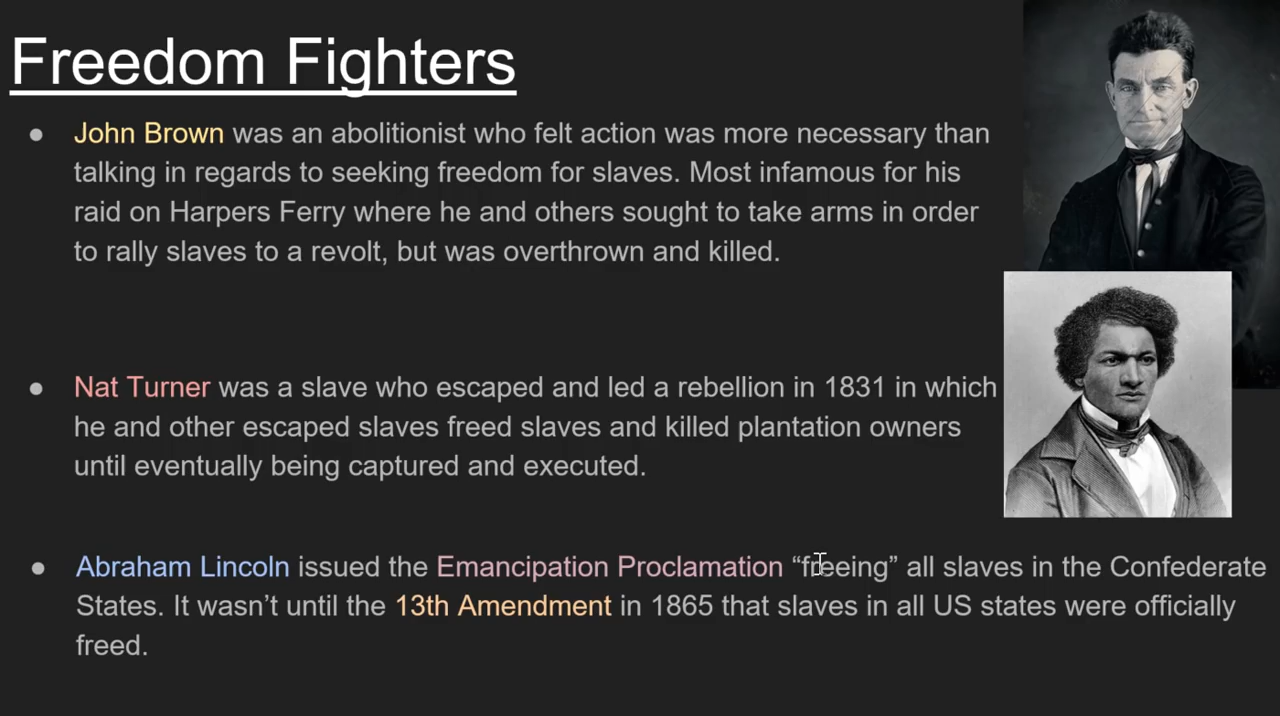 Freedom Fighters
● John Brown was an abolitionist who felt action was more necessary than
talking in regards to seeking freedom for slaves. Most infamous for his
raid on Harpers Ferry where he and others sought to take arms in order
to rally slaves to a revolt, but was overthrown and killed.
● Nat Turner was a slave who escaped and led a rebellion in 1831 in which
he and other escaped slaves freed slaves and killed plantation owners
until eventually being captured and executed.
● Abraham Lincoln issued the Emancipation Proclamation “freeing” all slaves in the Confederate
States. It wasn’t until the 13th Amendment in 1865 that slaves in all US states were officially
freed.